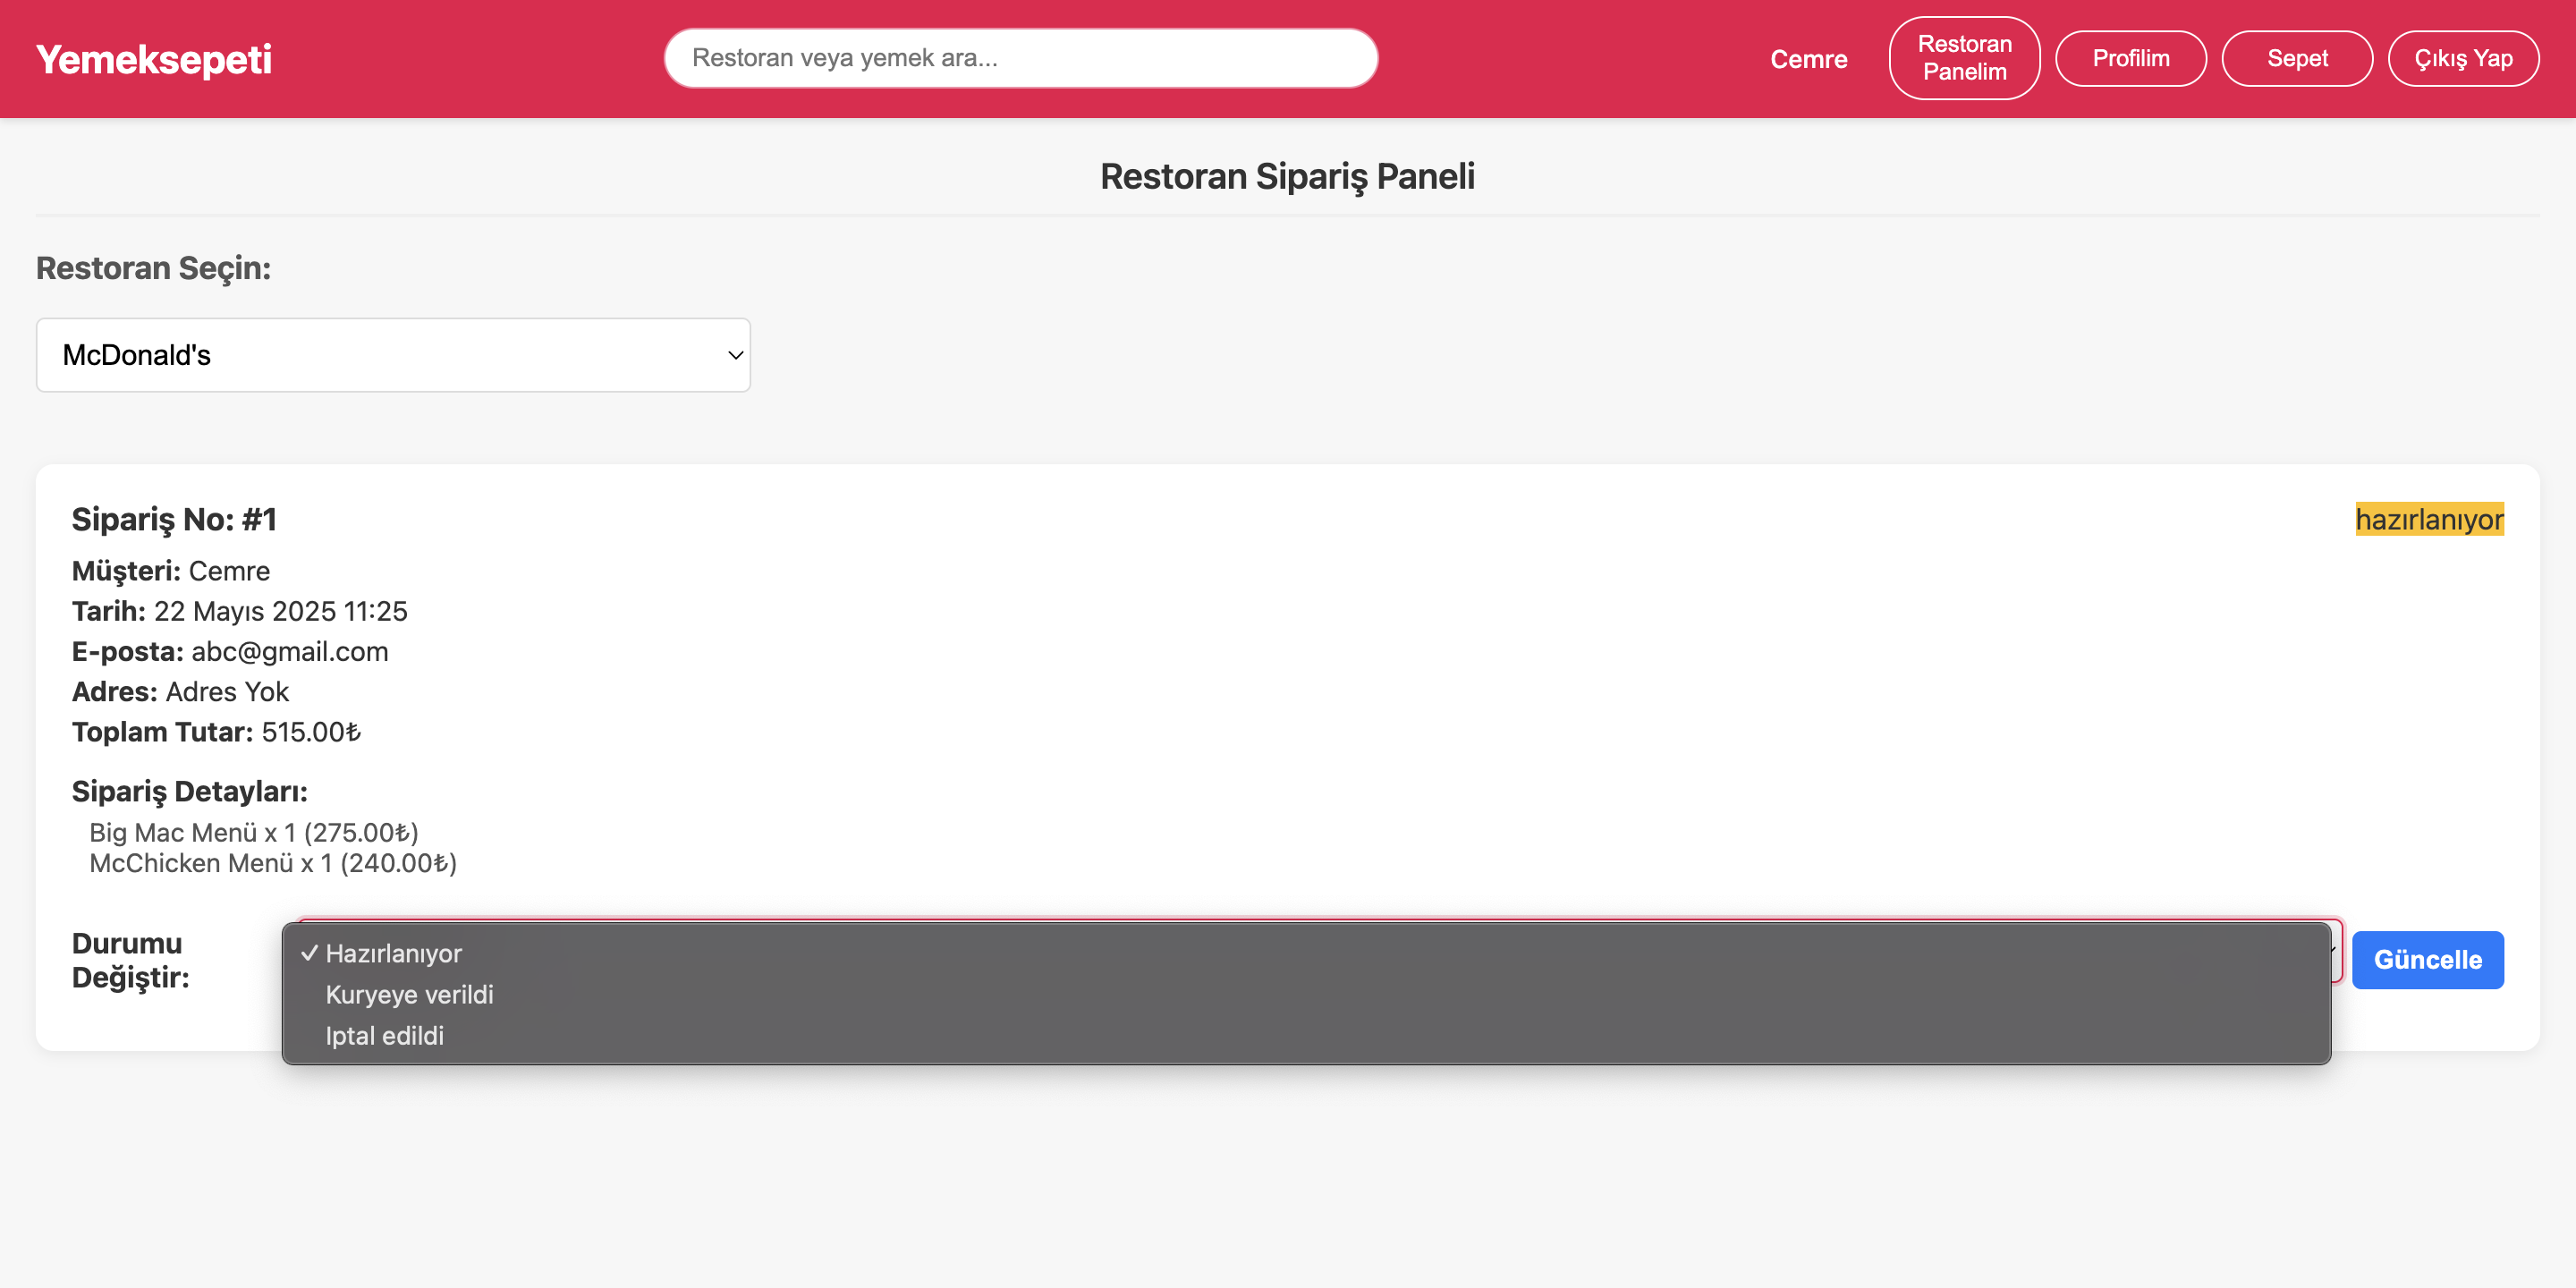 Yemeksepeti
Restoran veya yemek ara...
Cemre
Restoran
Panelim
Profilim
Sepet
Çıkış Yap
Restoran Sipariş Paneli
Restoran Seçin:
McDonald's
Sipariş No: #1
hazırlanıyor
Müşteri: Cemre
Tarih: 22 Mayıs 2025 11:25
E-posta: abc@gmail.com
Adres: Adres Yok
Toplam Tutar: 515.00₺
Sipariş Detayları:
Big Mac Menü x 1 (275.00₺)
McChicken Menü x 1 (240.00₺)
Durumu
Değiştir:
✓ Hazırlanıyor
Kuryeye verildi
Iptal edildi
Güncelle